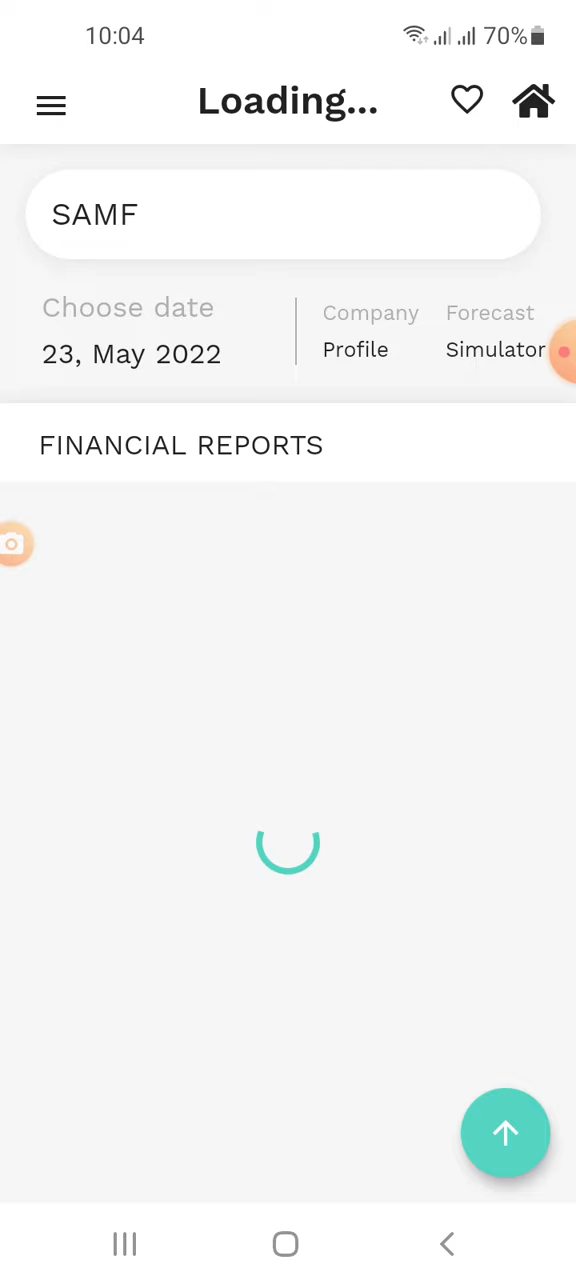 10:04 70%
Loading...
SAMF
Choose date
23, May 2022
Company Forecast
Profile Simulator
FINANCIAL REPORTS